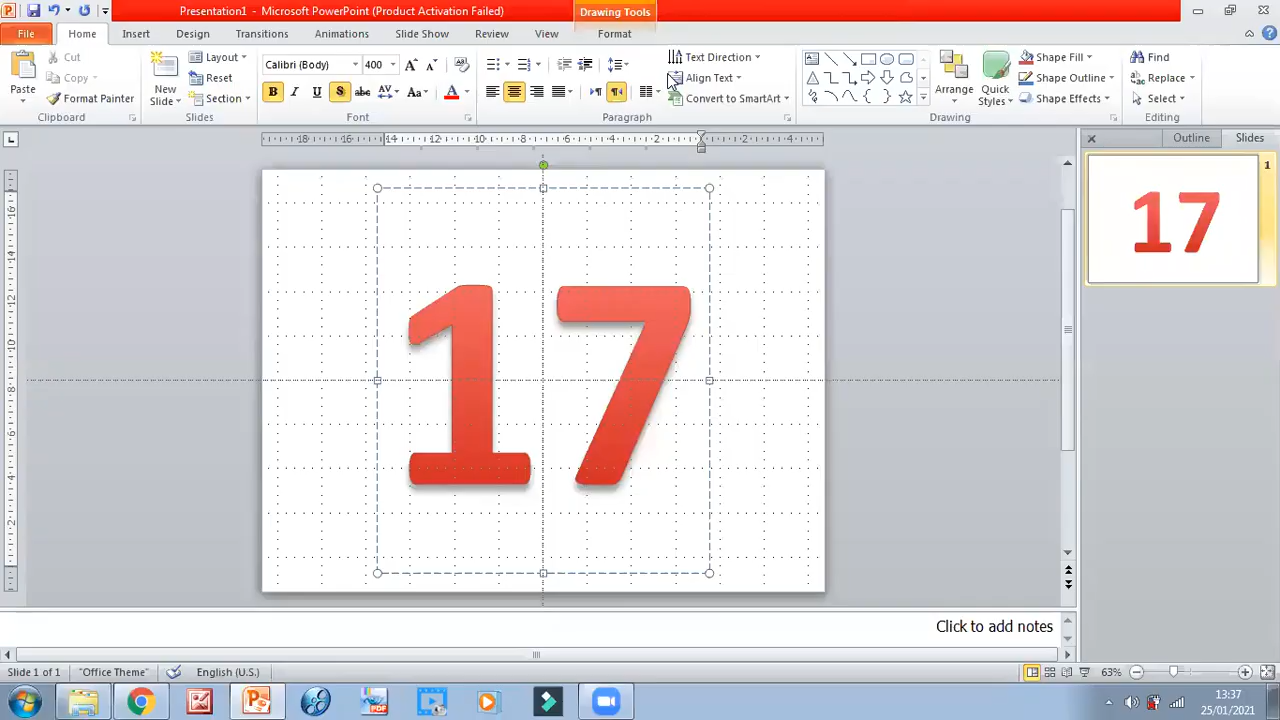 Presentation1 - Microsoft PowerPoint (Product Activation Failed)
Drawing Tools
File Home Insert Design Transitions Animations Slide Show Review View Format
Paste
Cut
Copy
Format Painter
Clipboard
New Slide
Layout
Reset
Section
Slides
Calibri (Body) 400
B I U S abc AV Aa A
Font
Text Direction
Align Text
Convert to SmartArt
Paragraph
Arrange
Quick Styles
Shape Fill
Shape Outline
Shape Effects
Drawing
Find
Replace
Select
Editing
Outline Slides
17
1
17
Click to add notes
Slide 1 of 1 "Office Theme" English (U.S.) 63%
13:37
25/01/2021